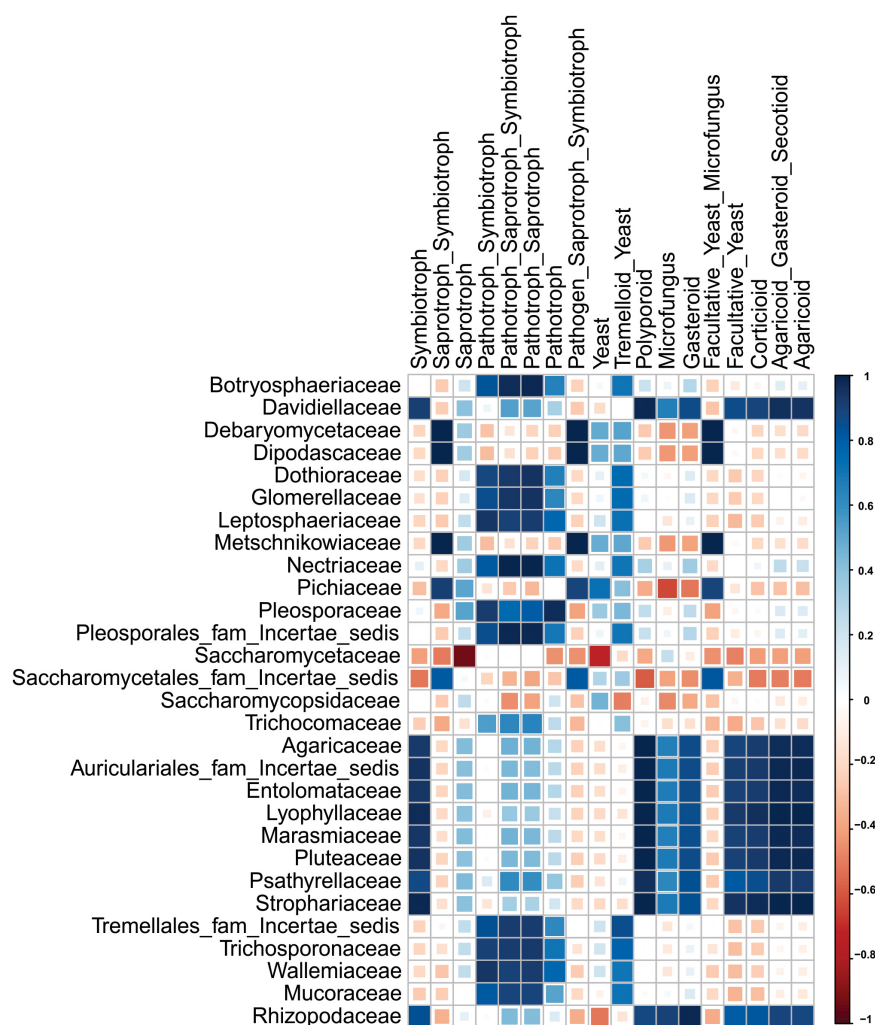 Symbiotroph
Saprotroph_Symbiotroph
Saprotroph
Pathotroph_Symbiotroph
Pathotroph_Saprotroph_Symbiotroph
Pathotroph_Saprotroph
Pathotroph
Pathogen_Saprotroph_Symbiotroph
Yeast
Tremelloid_Yeast
Polyporoid
Microfungus
Gasteroid
Facultative_Yeast_Microfungus
Facultative_Yeast
Corticioid
Agaricoid_Gasteroid_Secotioid
Agaricoid
Botryosphaeriaceae
Davidiellaceae
Debaryomycetaceae
Dipodascaceae
Dothioraceae
Glomerellaceae
Leptosphaeriaceae
Metschnikowiaceae
Nectriaceae
Pichiaceae
Pleosporaceae
Pleosporales_fam_Incertae_sedis
Saccharomycetaceae
Saccharomycetales_fam_Incertae_sedis
Saccharomycopsidaceae
Trichocomaceae
Agaricaceae
Auriculariales_fam_Incertae_sedis
Entolomataceae
Lyophyllaceae
Marasmiaceae
Pluteaceae
Psathyrellaceae
Strophariaceae
Tremellales_fam_Incertae_sedis
Trichosporonaceae
Wallemiaceae
Mucoraceae
Rhizopodaceae
1
0.8
0.6
0.4
0.2
0
-0.2
-0.4
-0.6
-0.8
-1